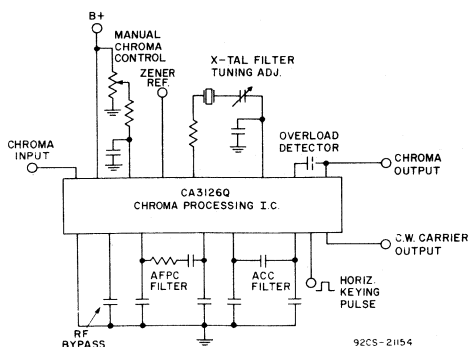 B+
MANUAL
CHROMA
CONTROL
ZENER
REF.
X-TAL FILTER
TUNING ADJ.
CHROMA
INPUT
OVERLOAD
DETECTOR
CHROMA
OUTPUT
CA3126Q
CHROMA PROCESSING I.C.
C.W. CARRIER
OUTPUT
AFPC
FILTER
ACC
FILTER
HORIZ.
KEYING
PULSE
RF
BYPASS
92CS-21154